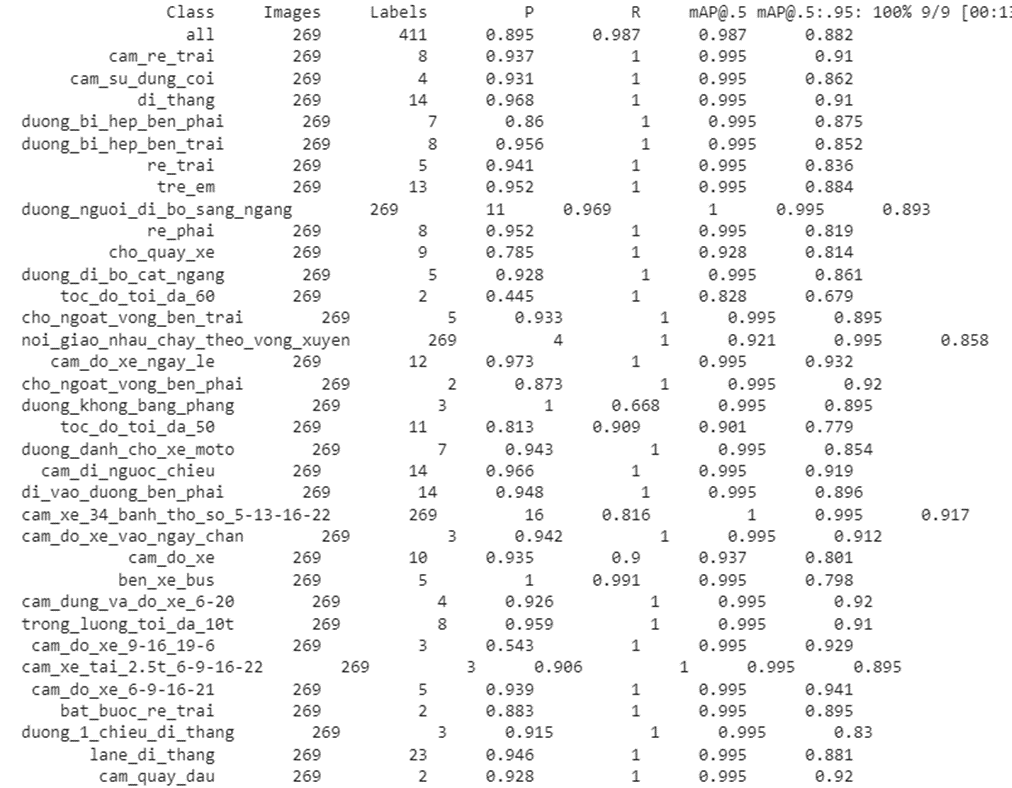 Class Images Labels P R mAP@.5 mAP@.5:.95: 100% 9/9 [00:13
all 269 411 0.895 0.987 0.987 0.882
cam_re_trai 269 8 0.937 1 0.995 0.91
cam_su_dung_coi 269 4 0.931 1 0.995 0.862
di_thang 269 14 0.968 1 0.995 0.91
duong_bi_hep_ben_phai 269 7 0.86 1 0.995 0.875
duong_bi_hep_ben_trai 269 8 0.956 1 0.995 0.852
re_trai 269 5 0.941 1 0.995 0.836
tre_em 269 13 0.952 1 0.995 0.884
duong_nguoi_di_bo_sang_ngang 269 11 0.969 1 0.995 0.893
re_phai 269 8 0.952 1 0.995 0.819
cho_quay_xe 269 9 0.785 1 0.928 0.814
duong_di_bo_cat_ngang 269 5 0.928 1 0.995 0.861
toc_do_toi_da_60 269 2 0.445 1 0.828 0.679
cho_ngoat_vong_ben_trai 269 5 0.933 1 0.995 0.895
noi_giao_nhau_chay_theo_vong_xuyen 269 4 1 0.921 0.995 0.858
cam_do_xe_ngay_le 269 12 0.973 1 0.995 0.932
cho_ngoat_vong_ben_phai 269 2 0.873 1 0.995 0.92
duong_khong_bang_phang 269 3 1 0.668 0.995 0.895
toc_do_toi_da_50 269 11 0.813 0.909 0.901 0.779
duong_danh_cho_xe_moto 269 7 0.943 1 0.995 0.854
cam_di_nguoc_chieu 269 14 0.966 1 0.995 0.919
di_vao_duong_ben_phai 269 14 0.948 1 0.995 0.896
cam_xe_34_banh_tho_so_5-13-16-22 269 16 0.816 1 0.995 0.917
cam_do_xe_vao_ngay_chan 269 3 0.942 1 0.995 0.912
cam_do_xe 269 10 0.935 0.9 0.937 0.801
ben_xe_bus 269 5 1 0.991 0.995 0.798
cam_dung_va_do_xe_6-20 269 4 0.926 1 0.995 0.92
trong_luong_toi_da_10t 269 8 0.959 1 0.995 0.91
cam_do_xe_9-16_19-6 269 3 0.543 1 0.995 0.929
cam_xe_tai_2.5t_6-9-16-22 269 3 0.906 1 0.995 0.895
cam_do_xe_6-9-16-21 269 5 0.939 1 0.995 0.941
bat_buoc_re_trai 269 2 0.883 1 0.995 0.895
duong_1_chieu_di_thang 269 3 0.915 1 0.995 0.83
lane_di_thang 269 23 0.946 1 0.995 0.881
cam_quay_dau 269 2 0.928 1 0.995 0.92